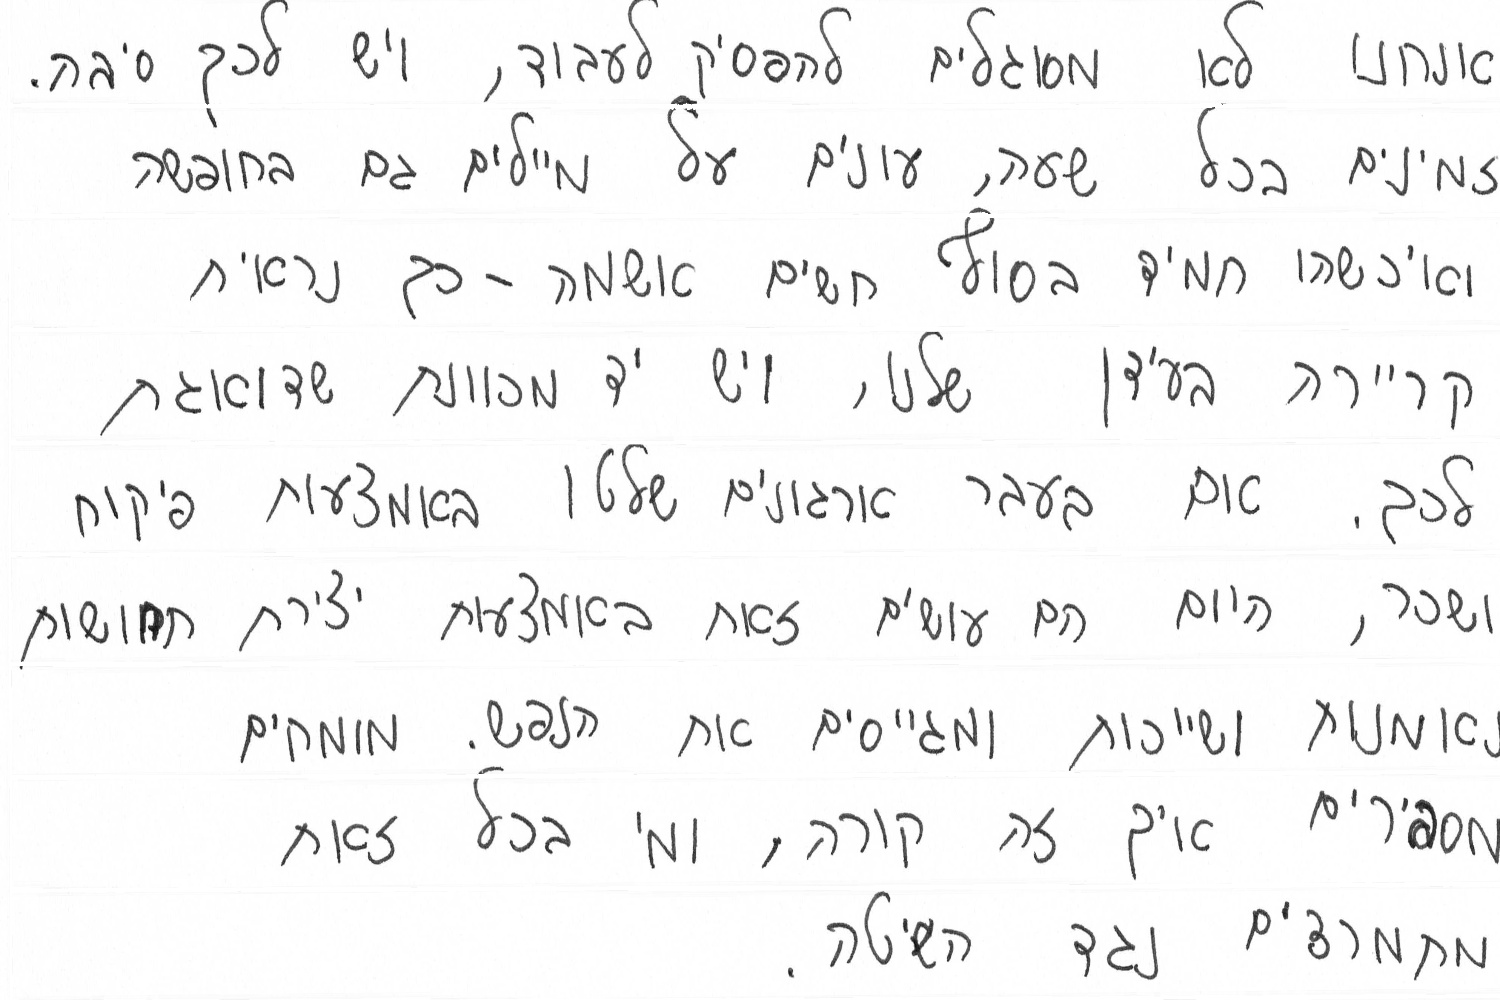 אנחנו לא מסוגלים להפסיק לעבוד, ויש לכך סיבה.
זמינים בכל שעה, עונים על מיילים גם בחופשה
ואיכשהו תמיד בסוף חשים אשמה - כך נראית
קריירה בעידן שלנו, ויש יד מכוונת שדואגת
לכך. אם בעבר ארגונים שלטו באמצעות פיקוח
ושכר, היום הם עושים זאת באמצעות יצירת תחושות
נאמנות ושייכות ומגייסים את הנפש. מומחים
מסבירים איך זה קורה, ומי בכל זאת
מתמרדים נגד השיטה.